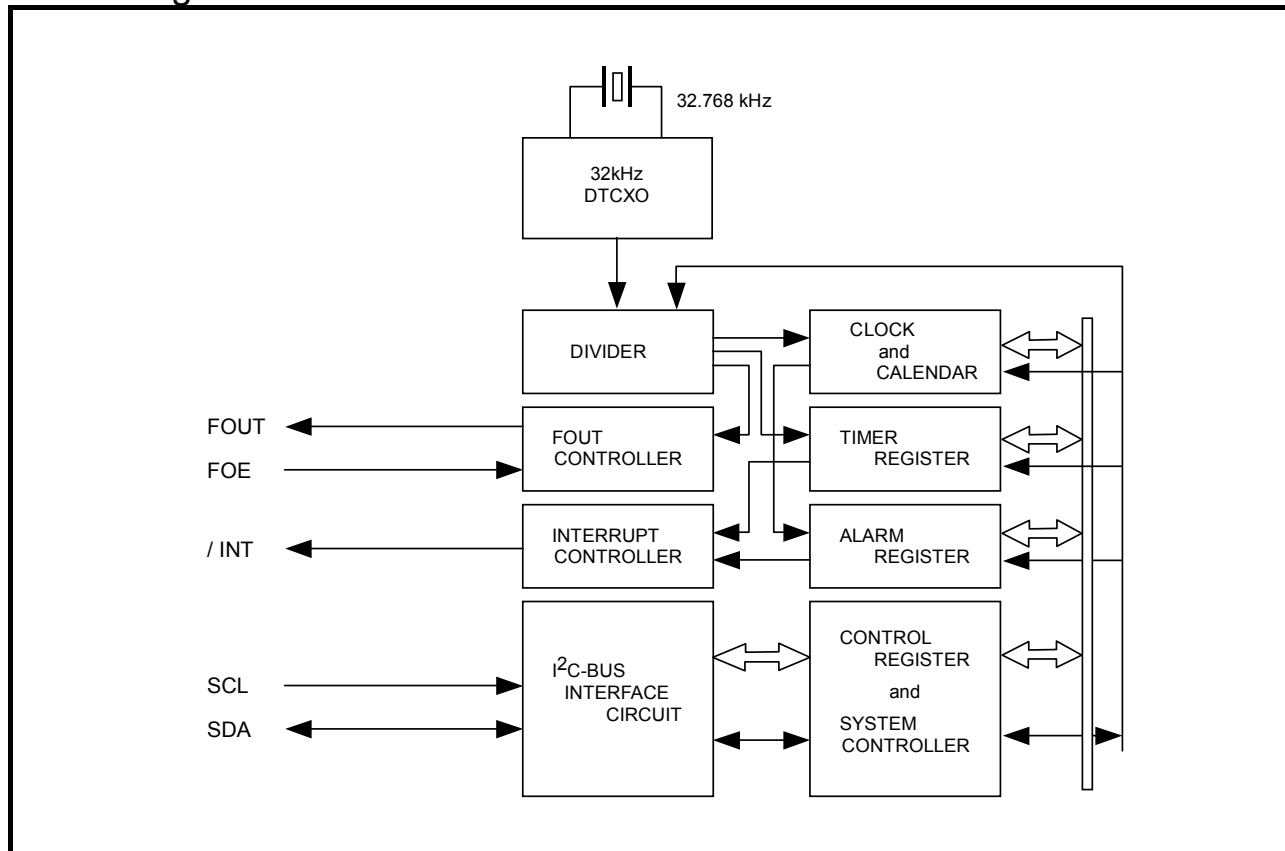 32.768 kHz
32kHz
DTCXO
DIVIDER
CLOCK
and
CALENDAR
FOUT
FOE
FOUT
CONTROLLER
TIMER
REGISTER
/ INT
INTERRUPT
CONTROLLER
ALARM
REGISTER
SCL
SDA
I²C-BUS
INTERFACE
CIRCUIT
CONTROL
REGISTER
and
SYSTEM
CONTROLLER